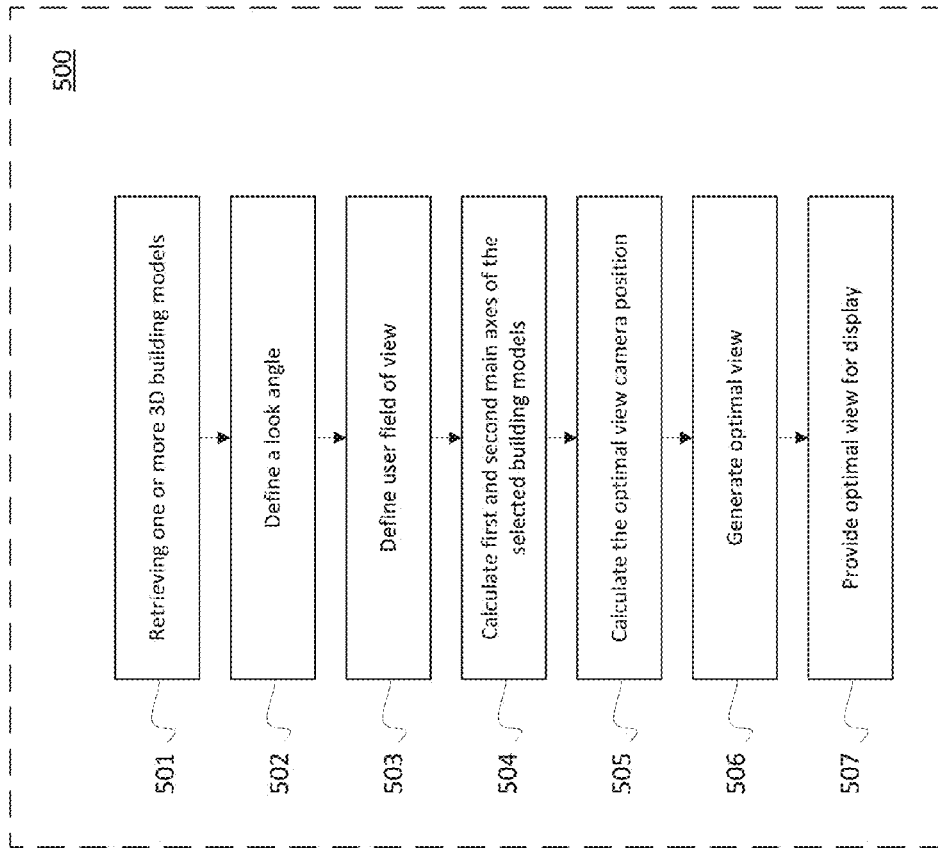 500
501
Retrieving one or more 3D building models
502
Define a look angle
503
Define user field of view
504
Calculate first and second main axes of the
selected building models
505
Calculate the optimal view camera position
506
Generate optimal view
507
Provide optimal view for display